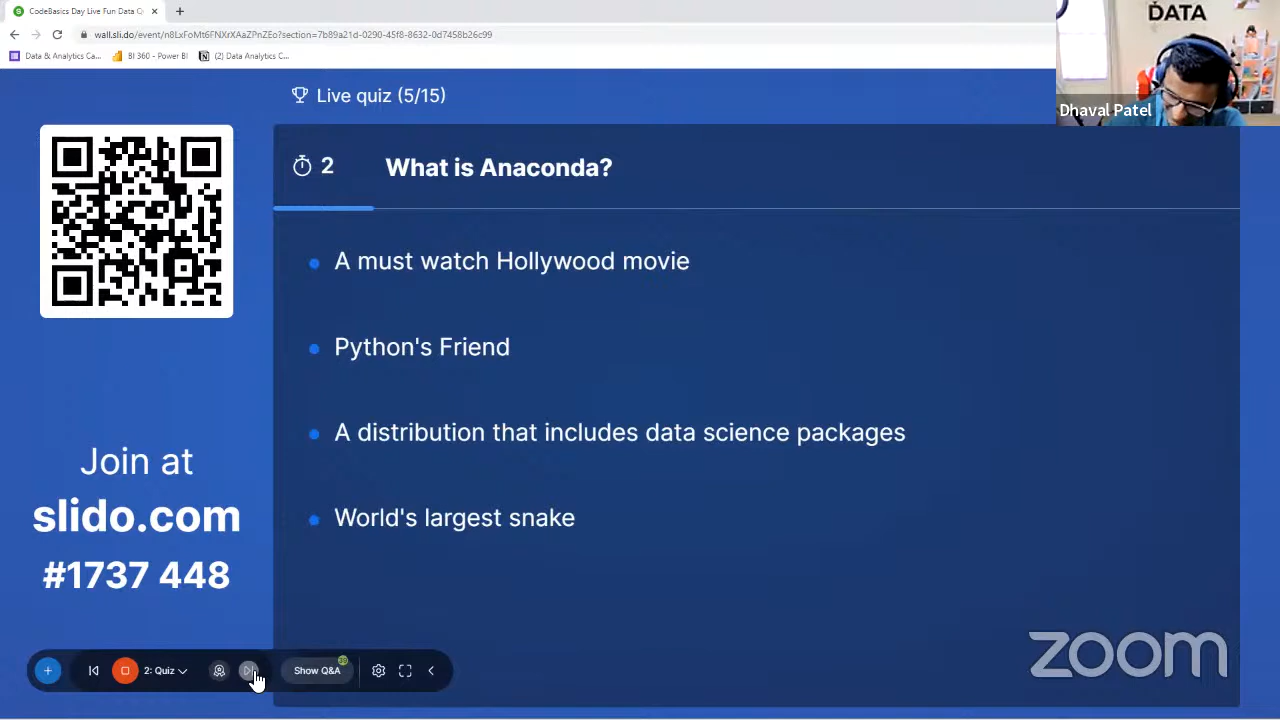 CodeBasics Day Live Fun Data C
wall.sli.do/event/n8LxFoMt6FNXrXAaZPnZEo?section=7b89a21d-0290-45f8-8632-0d7458b26c99
Data & Analytics Ca...
BI 360 - Power BI
(2) Data Analytics C...
DATA
Dhaval Patel
Live quiz (5/15)
2
What is Anaconda?
A must watch Hollywood movie
Python's Friend
A distribution that includes data science packages
World's largest snake
Join at
slido.com
#1737 448
2: Quiz
Show Q&A
zoom